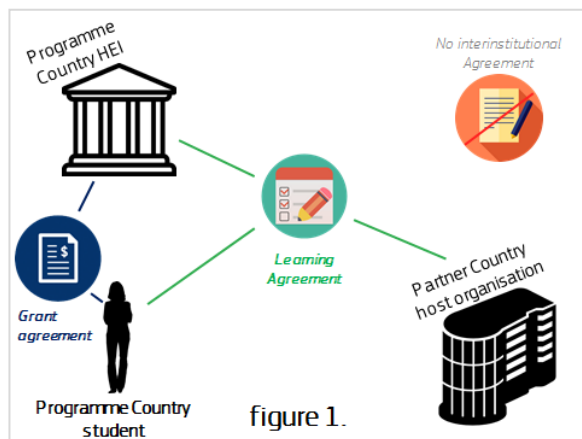 Programme
Country HEI
No interinstitutional
Agreement
$
Learning
Agreement
Partner Country
host organisation
Grant
agreement
Programme Country
student
figure 1.